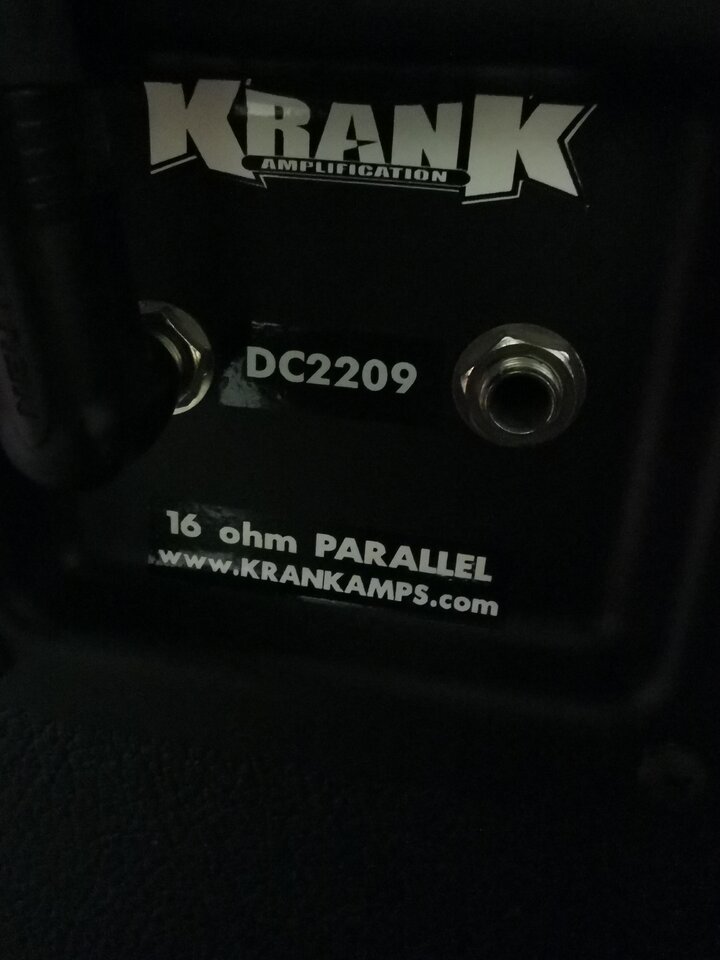 KRANK
AMPLIFICATION
DC2209
16 ohm PARALLEL
www.KRANKAMPS.com